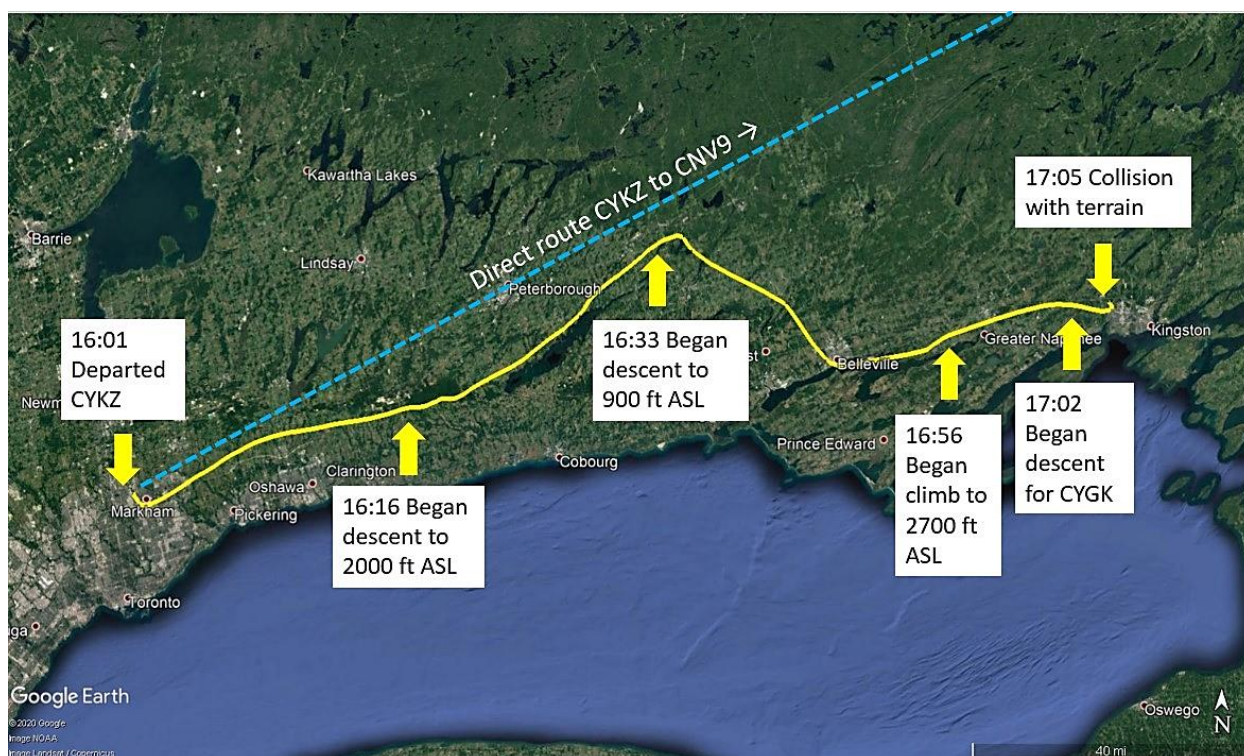 Direct route CYKZ to CNV9 →
Kawartha Lakes
Barrie
Lindsay
Peterborough
17:05 Collision
with terrain
16:01
Departed
CYKZ
16:33 Began
descent to
900 ft ASL
Greater Napanee
Kingston
Belleville
Markham
Oshawa
Clarington
Pickering
Cobourg
Prince Edward
16:16 Began
descent to
2000 ft ASL
16:56
Began
climb to
2700 ft
ASL
17:02
Began
descent
for CYGK
Toronto
Google Earth
© 2020 Google
Image NOAA
Image Landsat / Copernicus
Oswego
N
40 mi